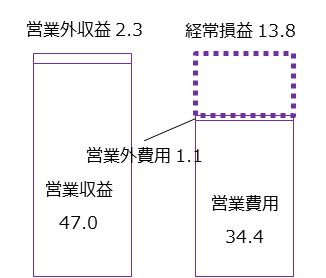 営業外収益 2.3
経常損益 13.8
営業外費用 1.1
営業収益
47.0
営業費用
34.4